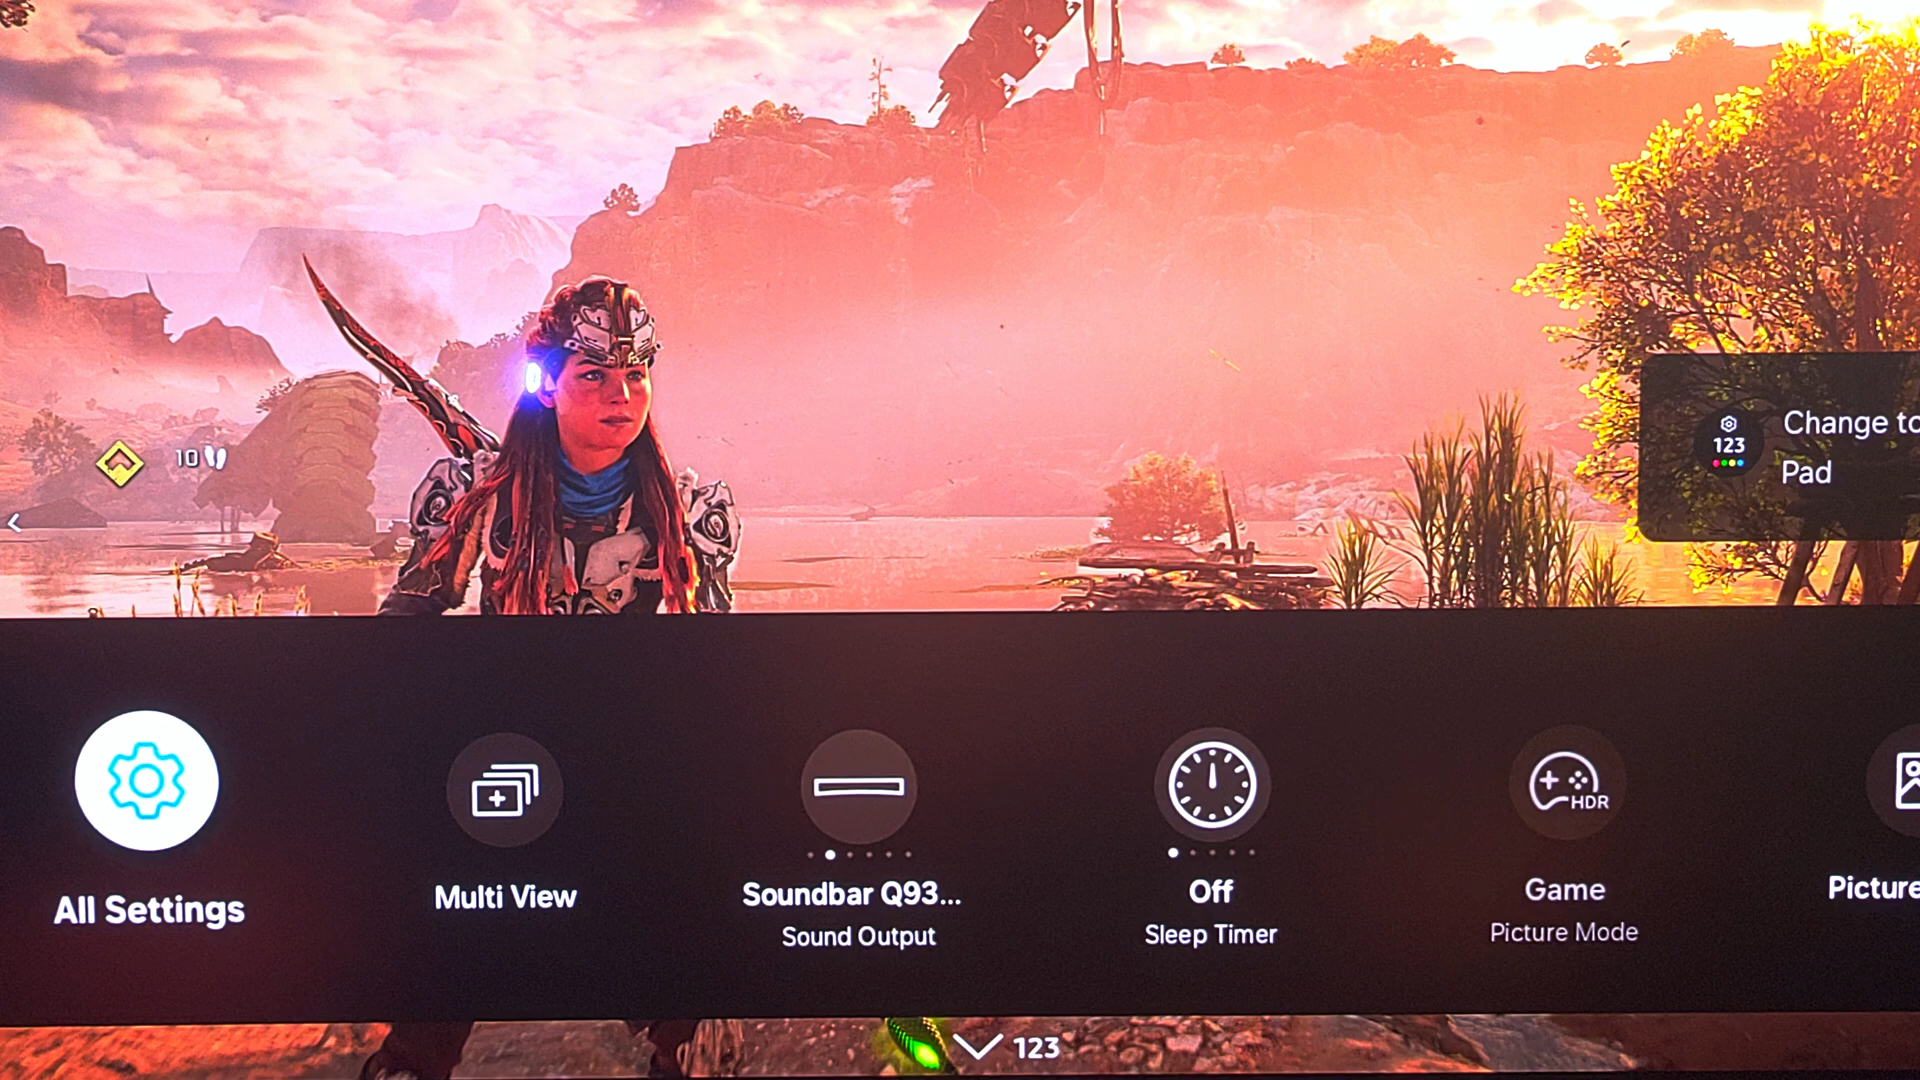 10
123
Change to
Pad
All Settings
Multi View
Soundbar Q93...
Sound Output
Off
Sleep Timer
HDR
Game
Picture Mode
Picture
123